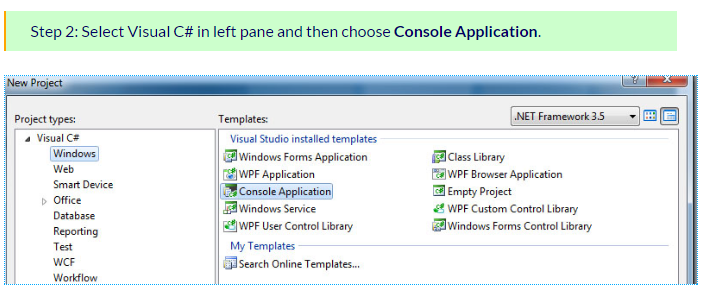 Step 2: Select Visual C# in left pane and then choose Console Application.
New Project
Project types:
Templates:
.NET Framework 3.5
Visual C#
Windows
Web
Smart Device
Office
Database
Reporting
Test
WCF
Workflow
Visual Studio installed templates
Windows Forms Application
Class Library
WPF Application
WPF Browser Application
Console Application
Empty Project
Windows Service
WPF Custom Control Library
WPF User Control Library
Windows Forms Control Library
My Templates
Search Online Templates...